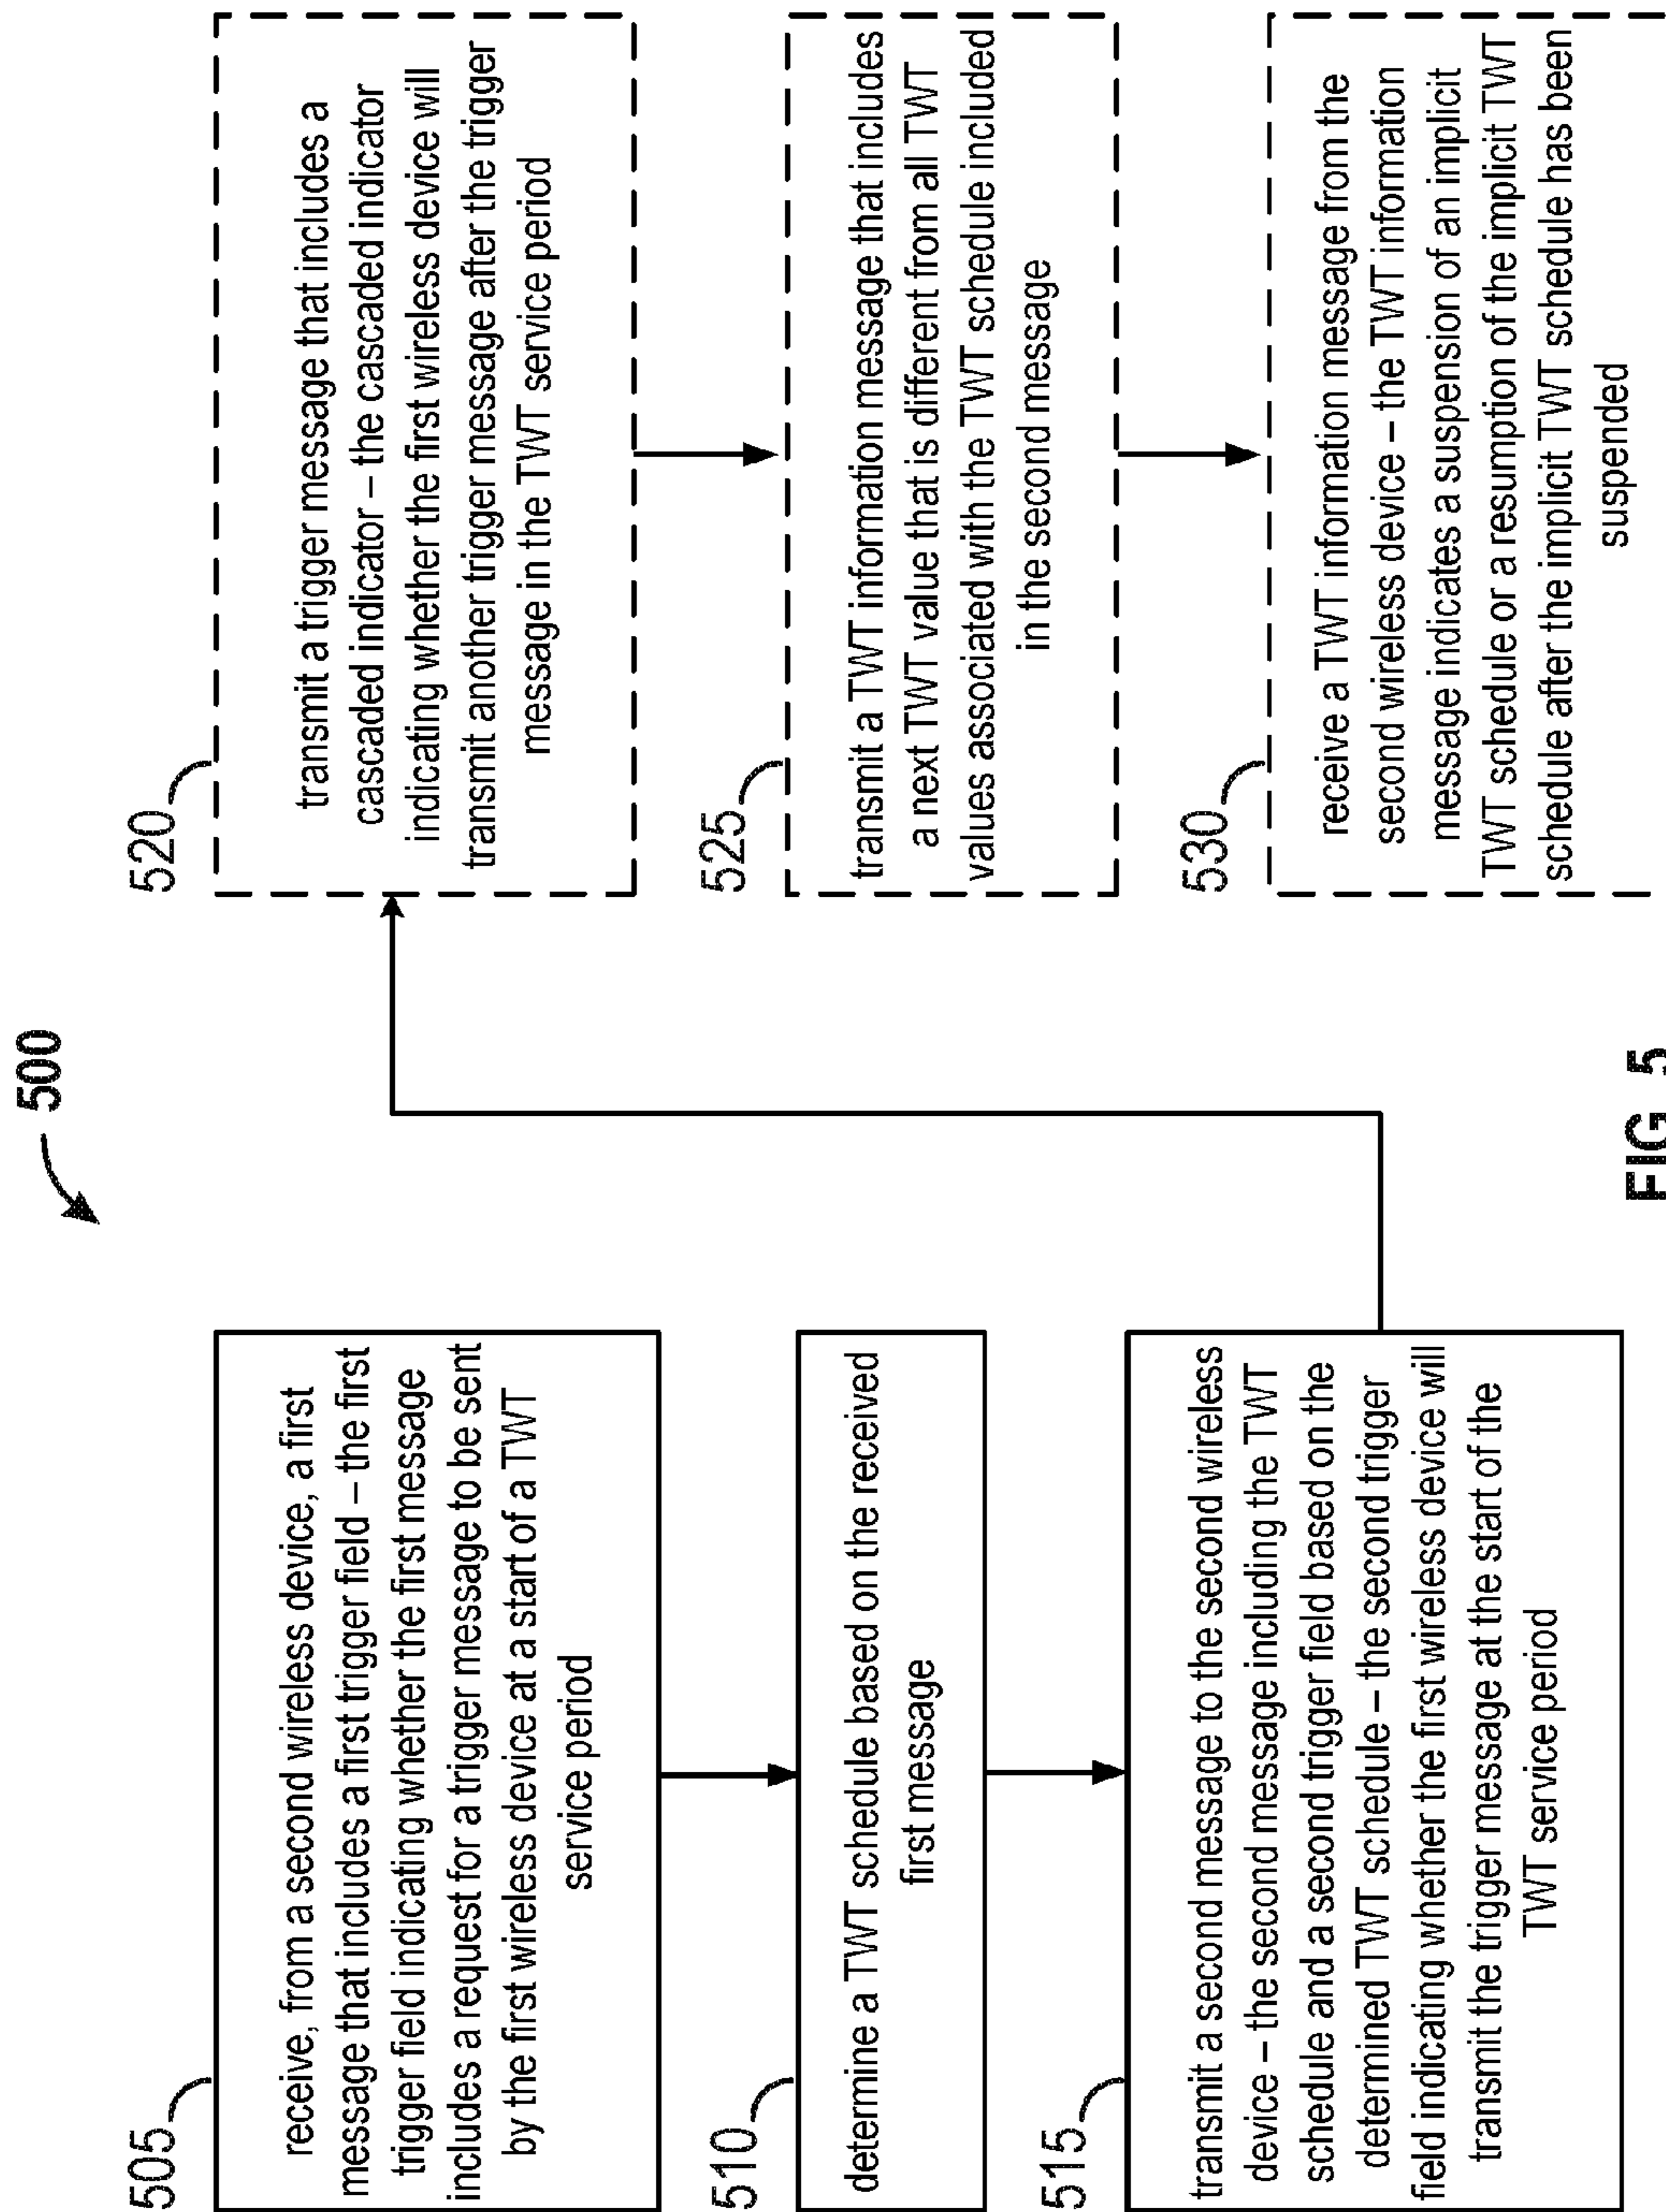 500
505
receive, from a second wireless device, a first
message that includes a first trigger field – the first
trigger field indicating whether the first message
includes a request for a trigger message to be sent
by the first wireless device at a start of a TWT
service period
510
determine a TWT schedule based on the received
first message
515
transmit a second message to the second wireless
device – the second message including the TWT
schedule and a second trigger field based on the
determined TWT schedule – the second trigger
field indicating whether the first wireless device will
transmit the trigger message at the start of the
TWT service period
520
transmit a trigger message that includes a
cascaded indicator – the cascaded indicator
indicating whether the first wireless device will
transmit another trigger message after the trigger
message in the TWT service period
525
transmit a TWT information message that includes
a next TWT value that is different from all TWT
values associated with the TWT schedule included
in the second message
530
receive a TWT information message from the
second wireless device – the TWT information
message indicates a suspension of an implicit
TWT schedule or a resumption of the implicit TWT
schedule after the implicit TWT schedule has been
suspended
FIG. 5